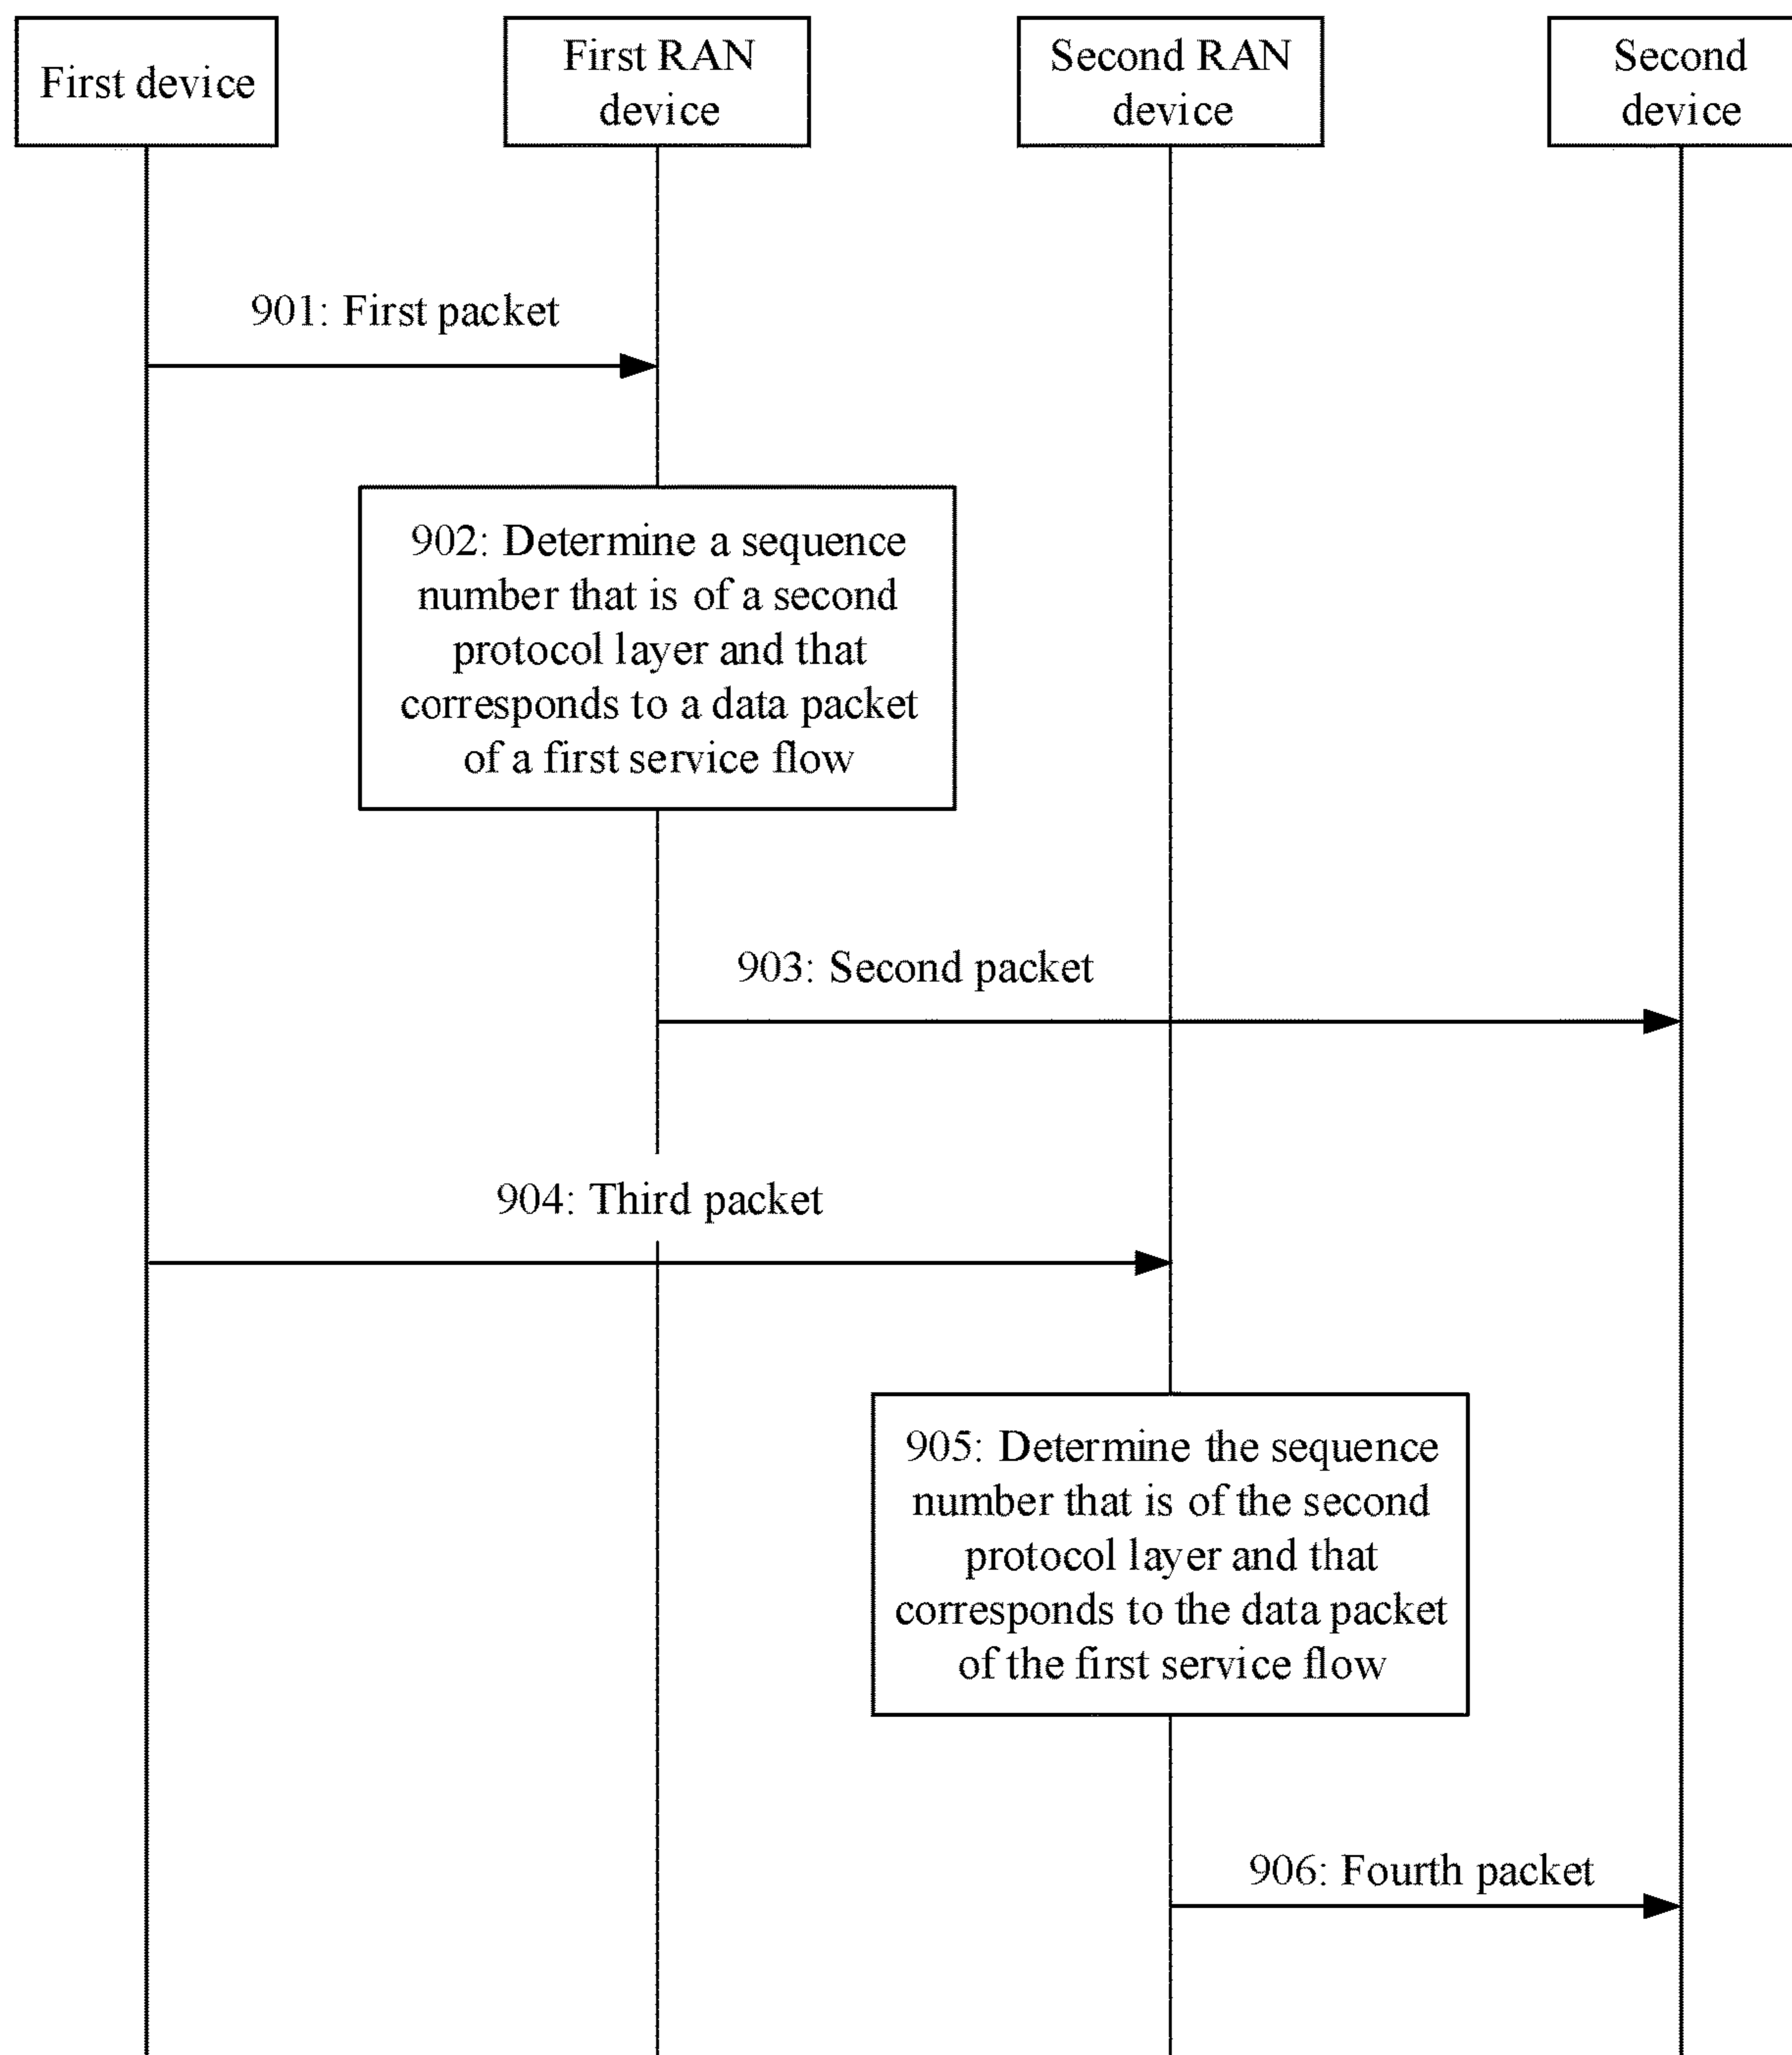 First device
First RAN
device
Second RAN
device
Second
device
901: First packet
902: Determine a sequence
number that is of a second
protocol layer and that
corresponds to a data packet
of a first service flow
903: Second packet
904: Third packet
905: Determine the sequence
number that is of the second
protocol layer and that
corresponds to the data packet
of the first service flow
906: Fourth packet